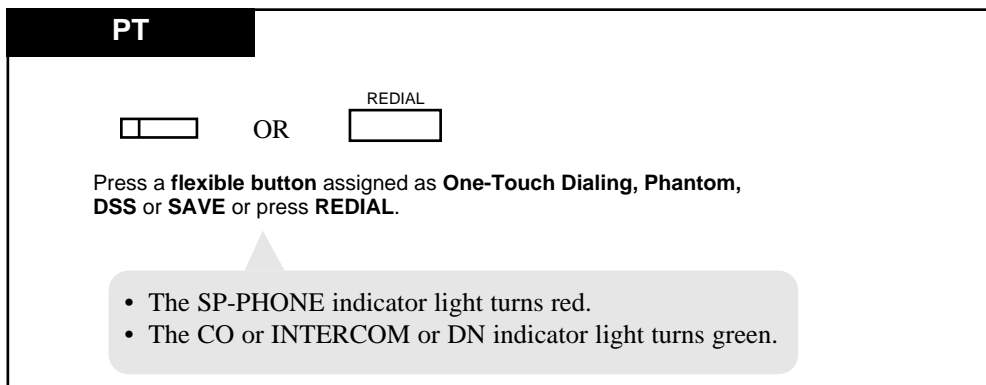 PT
REDIAL
OR
Press a flexible button assigned as One-Touch Dialing, Phantom,
DSS or SAVE or press REDIAL.
• The SP-PHONE indicator light turns red.
• The CO or INTERCOM or DN indicator light turns green.